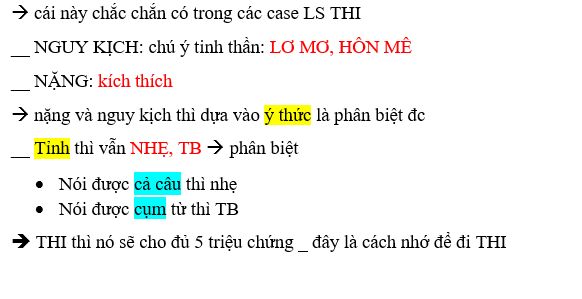 → cái này chắc chắn có trong các case LS THI
__ NGUY KỊCH: chú ý tinh thần: LƠ MƠ, HÔN MÊ
__ NẶNG: kích thích
→ nặng và nguy kịch thì dựa vào ý thức là phân biệt đc
__ Tỉnh thì vẫn NHẸ, TB → phân biệt
• Nói được cả câu thì nhẹ
• Nói được cụm từ thì TB
→ THI thì nó sẽ cho đủ 5 triệu chứng _ đây là cách nhớ để đi THI